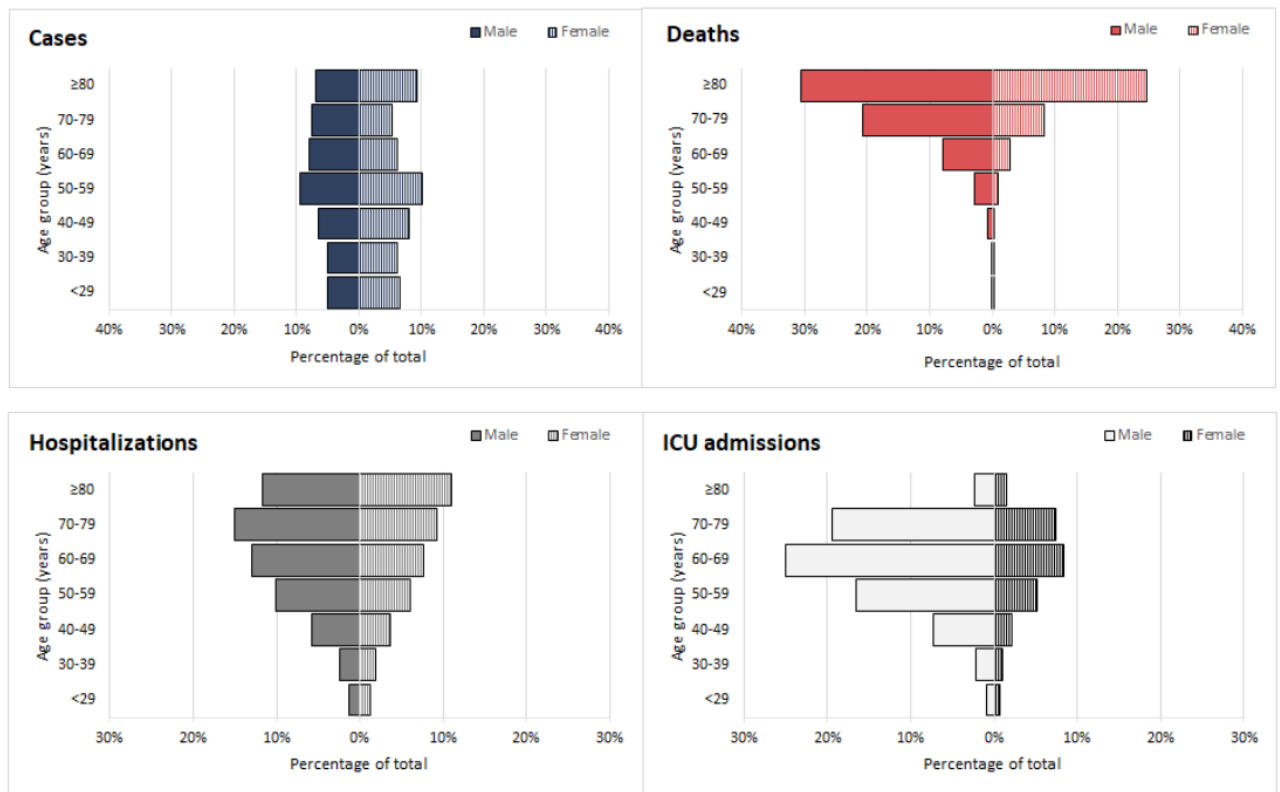 Cases
Male Female
Age group (years)
≥80
70-79
60-69
50-59
40-49
30-39
<29
40% 30% 20% 10% 0% 10% 20% 30% 40%
Percentage of total
Deaths
Male Female
Age group (years)
≥80
70-79
60-69
50-59
40-49
30-39
<29
40% 30% 20% 10% 0% 10% 20% 30% 40%
Percentage of total
Hospitalizations
Male Female
Age group (years)
≥80
70-79
60-69
50-59
40-49
30-39
<29
30% 20% 10% 0% 10% 20% 30%
Percentage of total
ICU admissions
Male Female
Age group (years)
≥80
70-79
60-69
50-59
40-49
30-39
<29
30% 20% 10% 0% 10% 20% 30%
Percentage of total